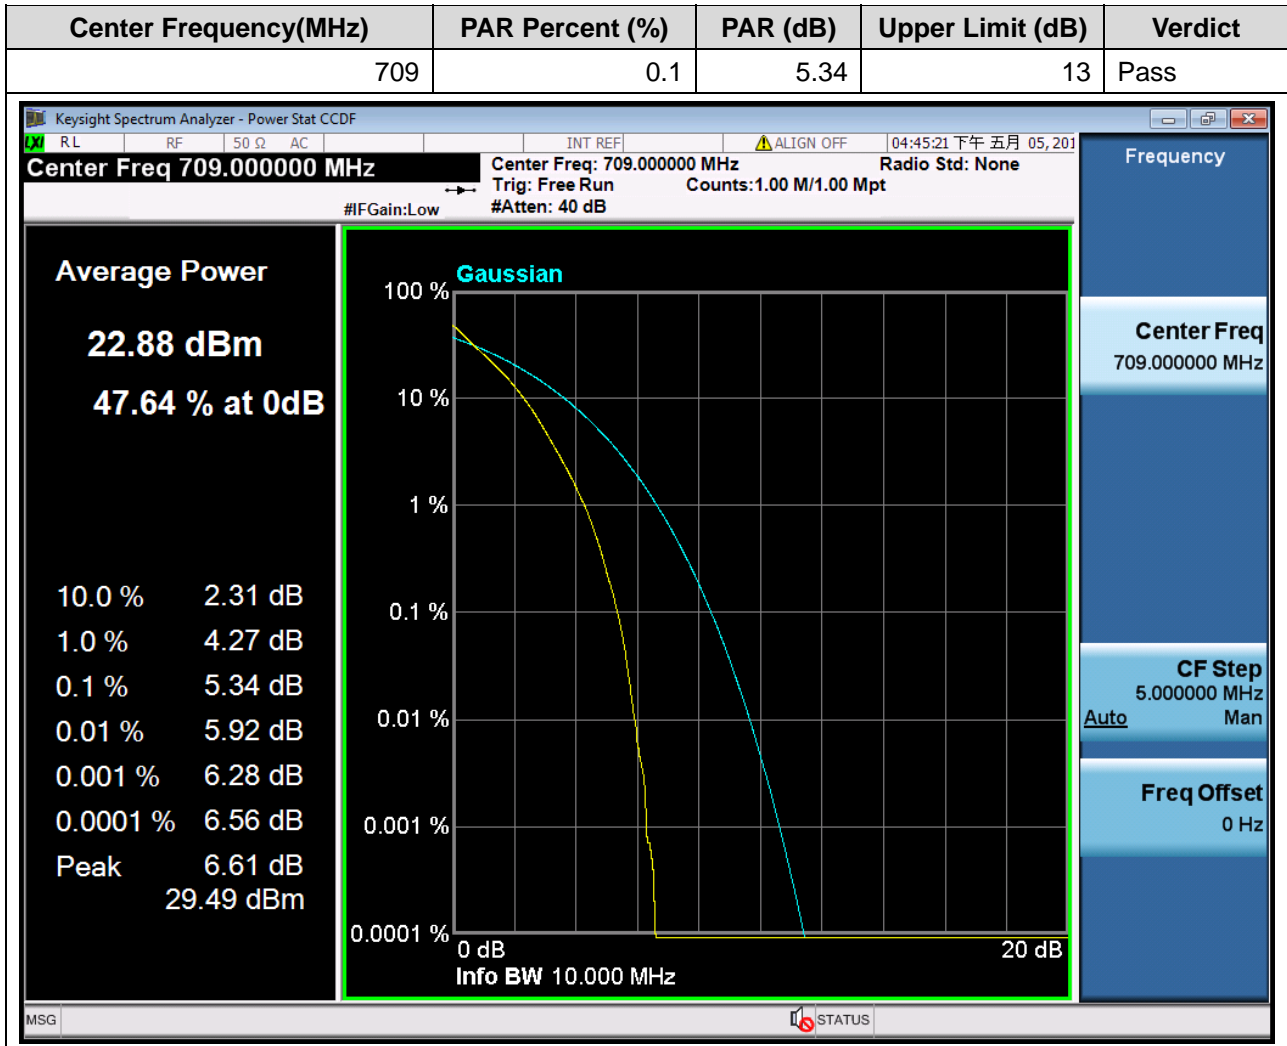 Center Frequency(MHz) PAR Percent (%) PAR (dB) Upper Limit (dB) Verdict
709 0.1 5.34 13 Pass
Keysight Spectrum Analyzer - Power Stat CCDF
LXI RL RF 50 Ω AC INT REF ALIGN OFF 04:45:21 下午 五月 05, 201
Center Freq 709.000000 MHz
Center Freq: 709.000000 MHz Radio Std: None
Trig: Free Run Counts:1.00 M/1.00 Mpt
#IFGain:Low #Atten: 40 dB
Average Power
22.88 dBm
47.64 % at 0dB
10.0 % 2.31 dB
1.0 % 4.27 dB
0.1 % 5.34 dB
0.01 % 5.92 dB
0.001 % 6.28 dB
0.0001 % 6.56 dB
Peak 6.61 dB
29.49 dBm
Gaussian
100 %
10 %
1 %
0.1 %
0.01 %
0.001 %
0.0001 %
0 dB 20 dB
Info BW 10.000 MHz
Frequency
Center Freq
709.000000 MHz
CF Step
5.000000 MHz
Auto Man
Freq Offset
0 Hz
MSG STATUS